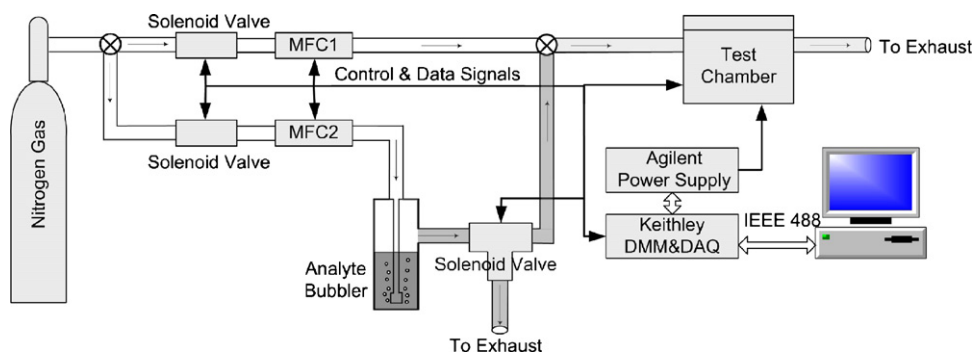 Solenoid Valve
MFC1
To Exhaust
Test
Chamber
Control & Data Signals
Nitrogen Gas
MFC2
Solenoid Valve
Agilent
Power Supply
IEEE 488
Keithley
DMM&DAQ
Analyte
Bubbler
Solenoid Valve
To Exhaust